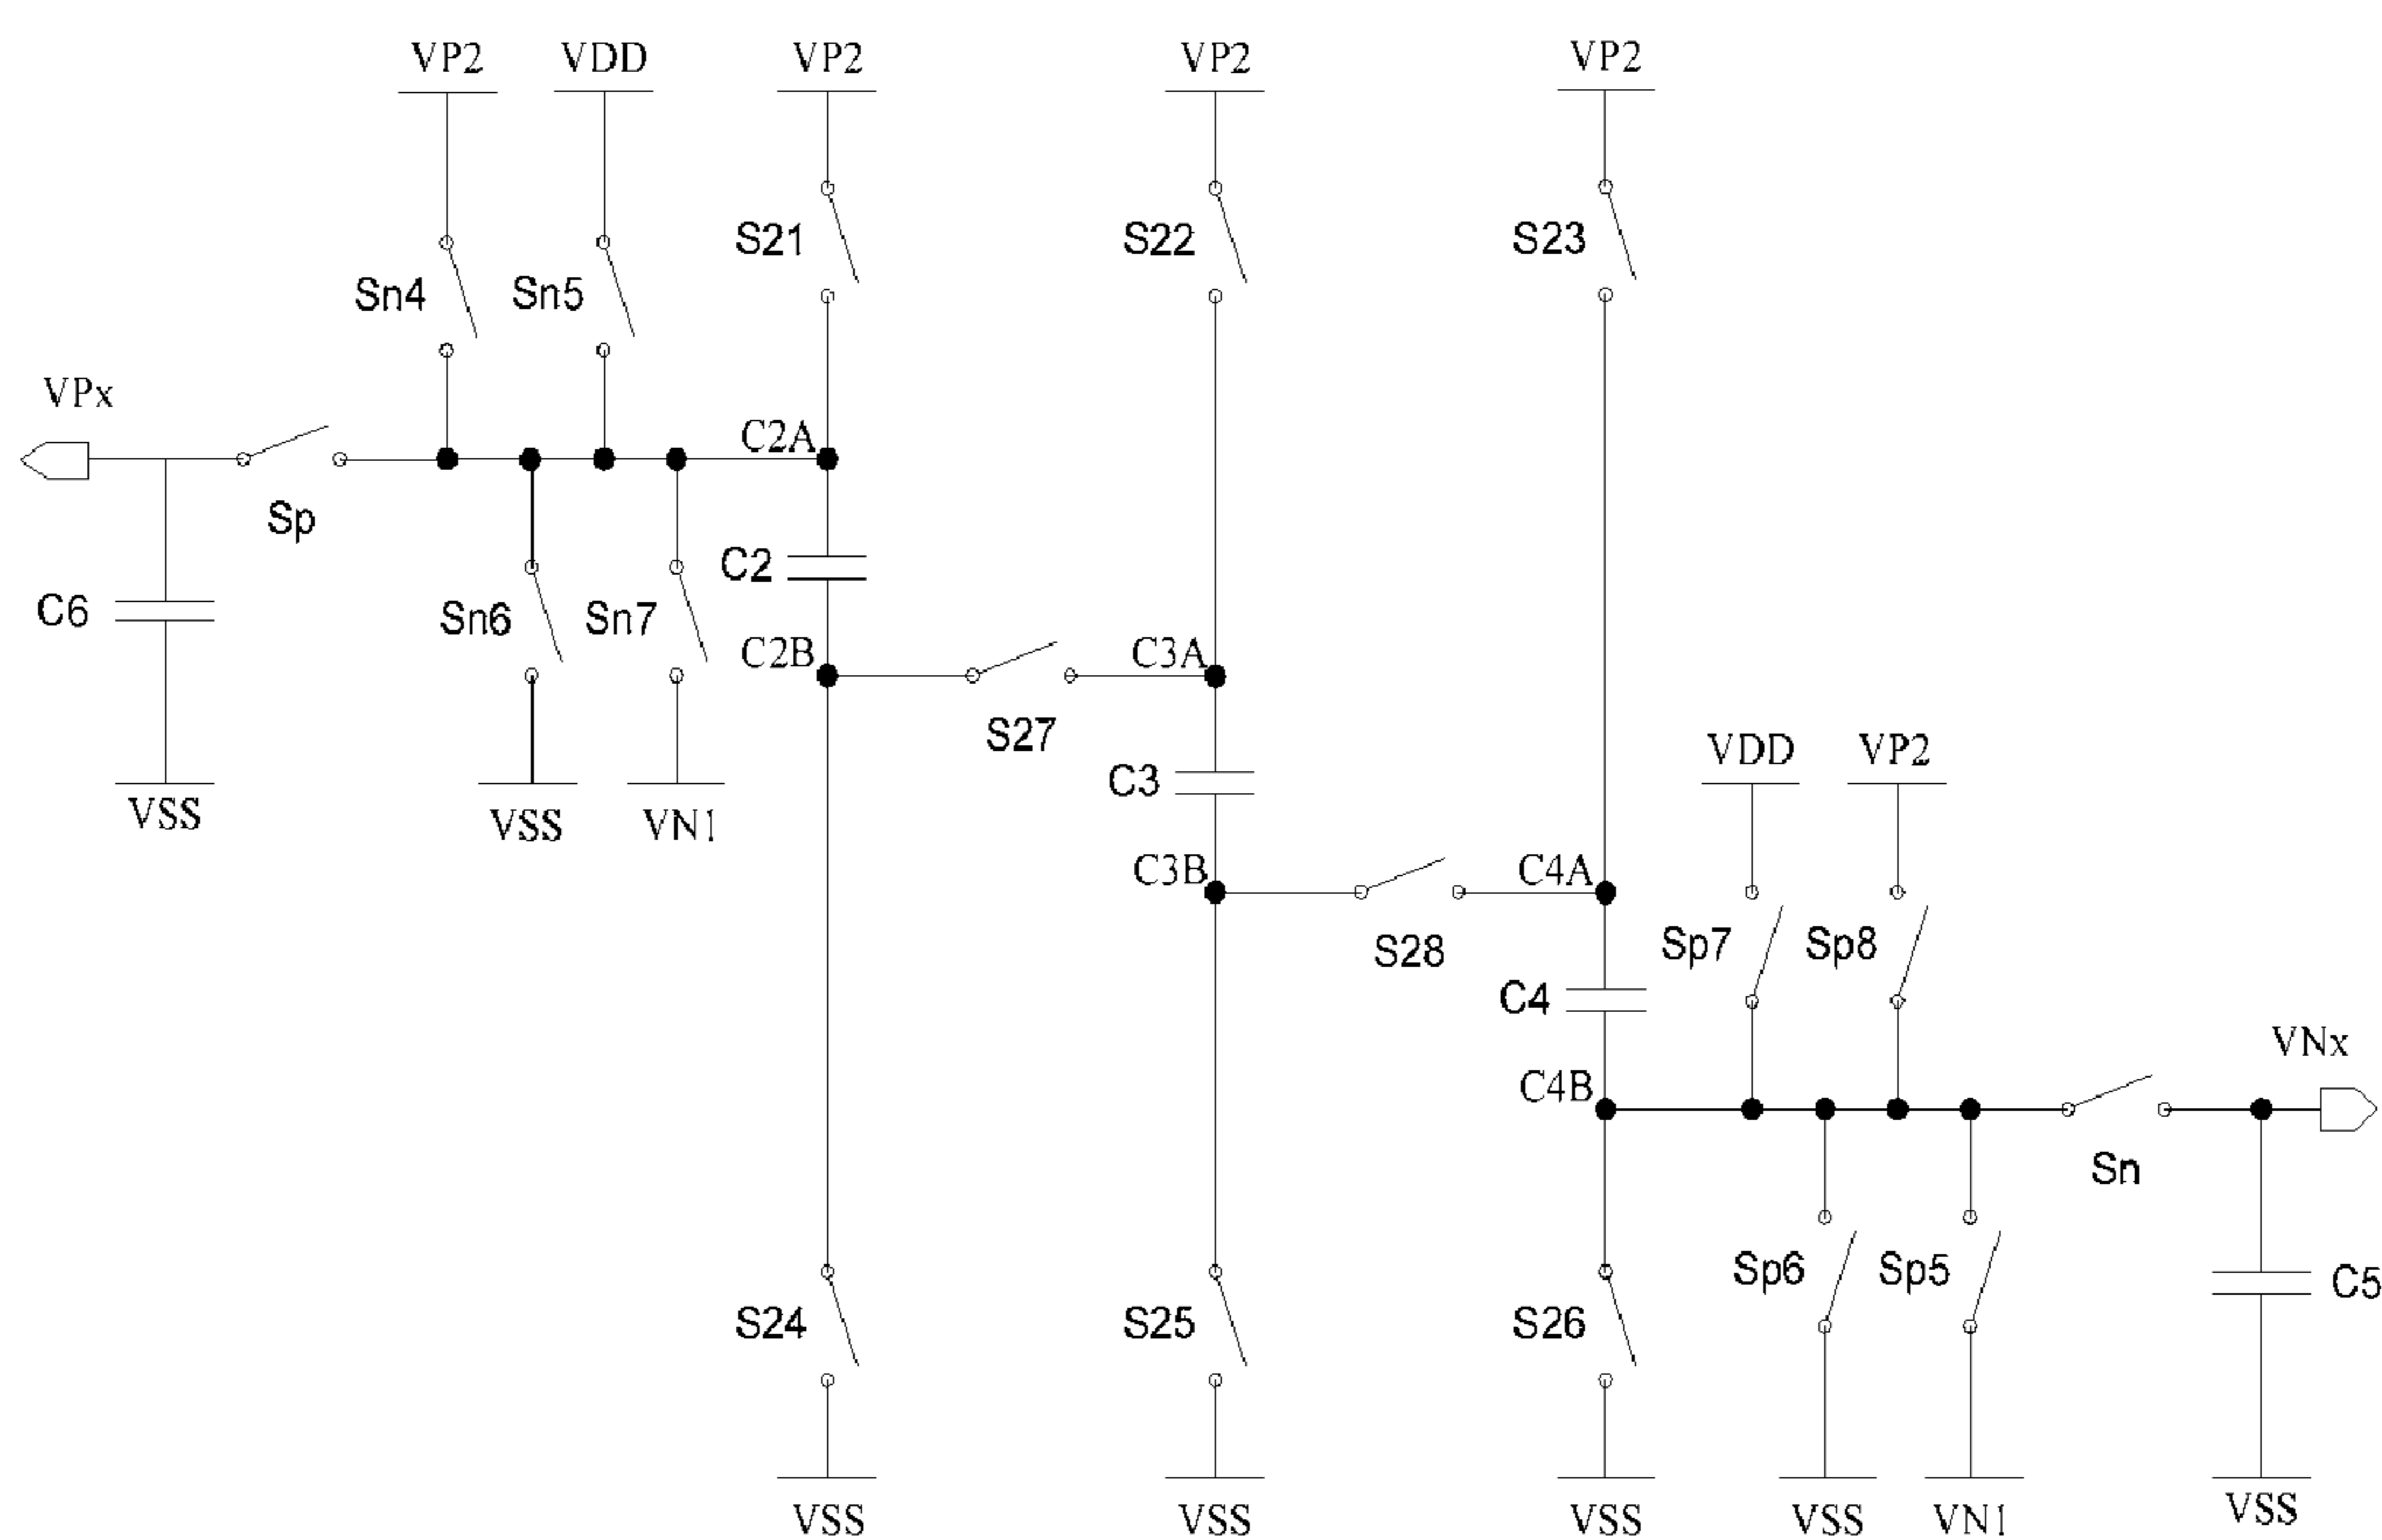 VP2 VDD VP2 VP2 VP2
S21 S22 S23
Sn4 Sn5
VPx
C2A
Sp
C2
C6 Sn6 Sn7
C2B C3A
S27
VDD VP2
C3
VSS VSS VN1
C3B C4A
S28 Sp7 Sp8
C4
VNx
C4B
Sn
Sp6 Sp5
C5
S24 S25 S26
VSS VSS VSS VSS VN1 VSS